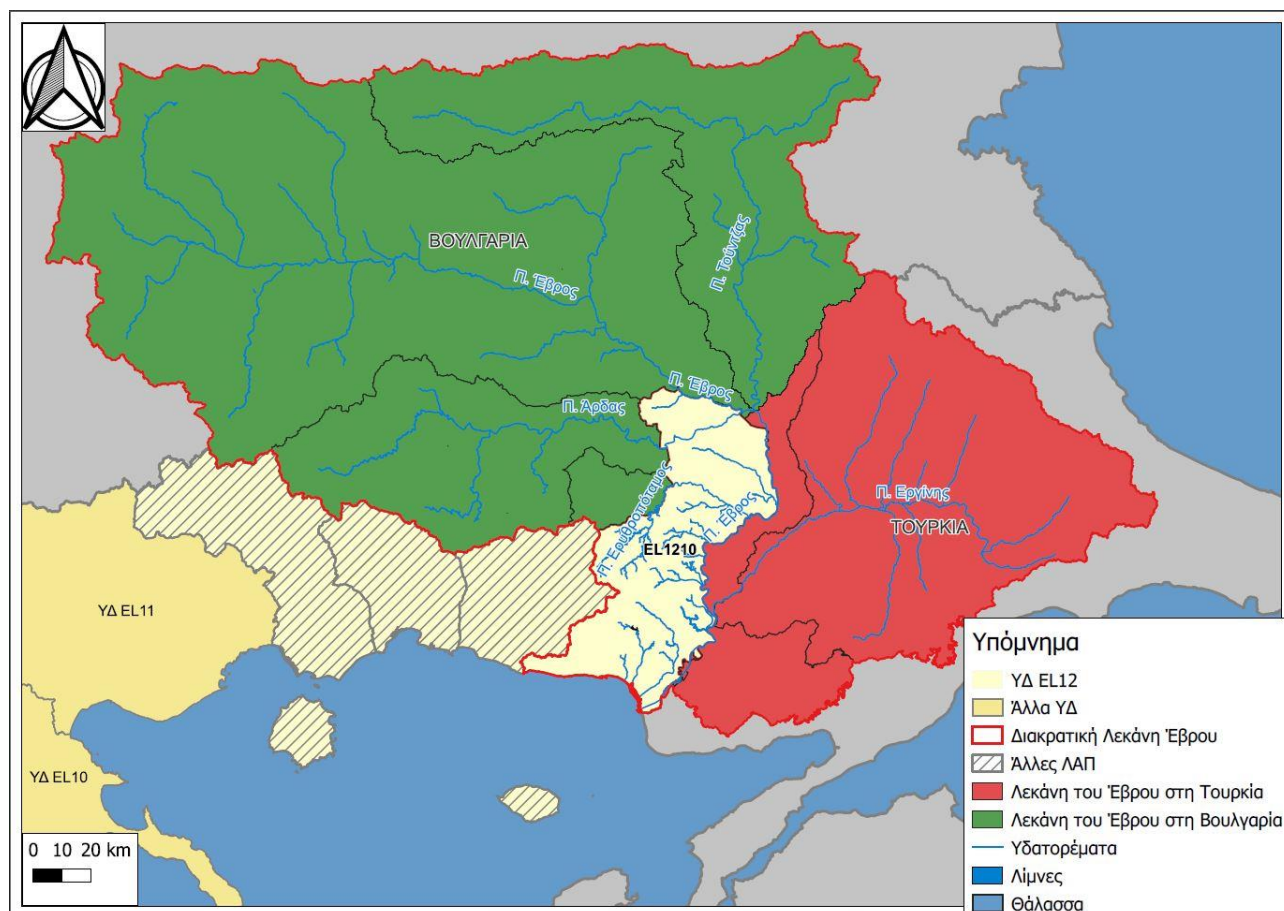 ΒΟΥΛΓΑΡΙΑ
Π. Έβρος
Π. Τούντζας
Π. Έβρος
Π. Άρδας
Π. Ερυθροπόταμος
Π. Έβρος
EL1210
Π. Εργίνης
ΤΟΥΡΚΙΑ
ΥΔ EL11
ΥΔ EL10
0 10 20 km
Υπόμνημα
ΥΔ EL12
Άλλα ΥΔ
Διακρατική Λεκάνη Έβρου
Άλλες ΛΑΠ
Λεκάνη του Έβρου στη Τουρκία
Λεκάνη του Έβρου στη Βουλγαρία
Υδατορέματα
Λίμνες
Θάλασσα